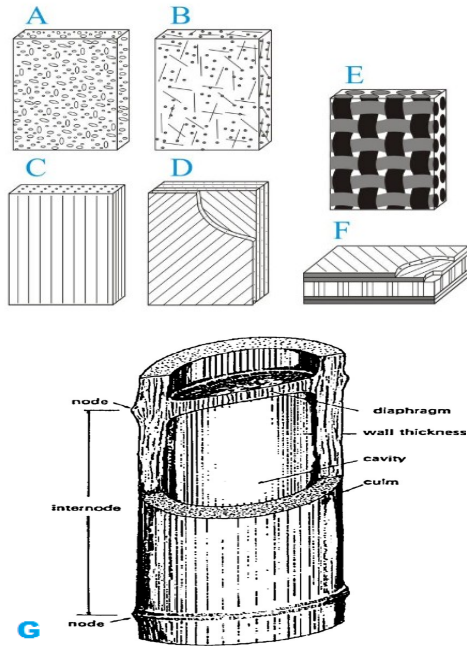 A
B
C
D
E
F
node
diaphragm
wall thickness
cavity
culm
internode
node
G